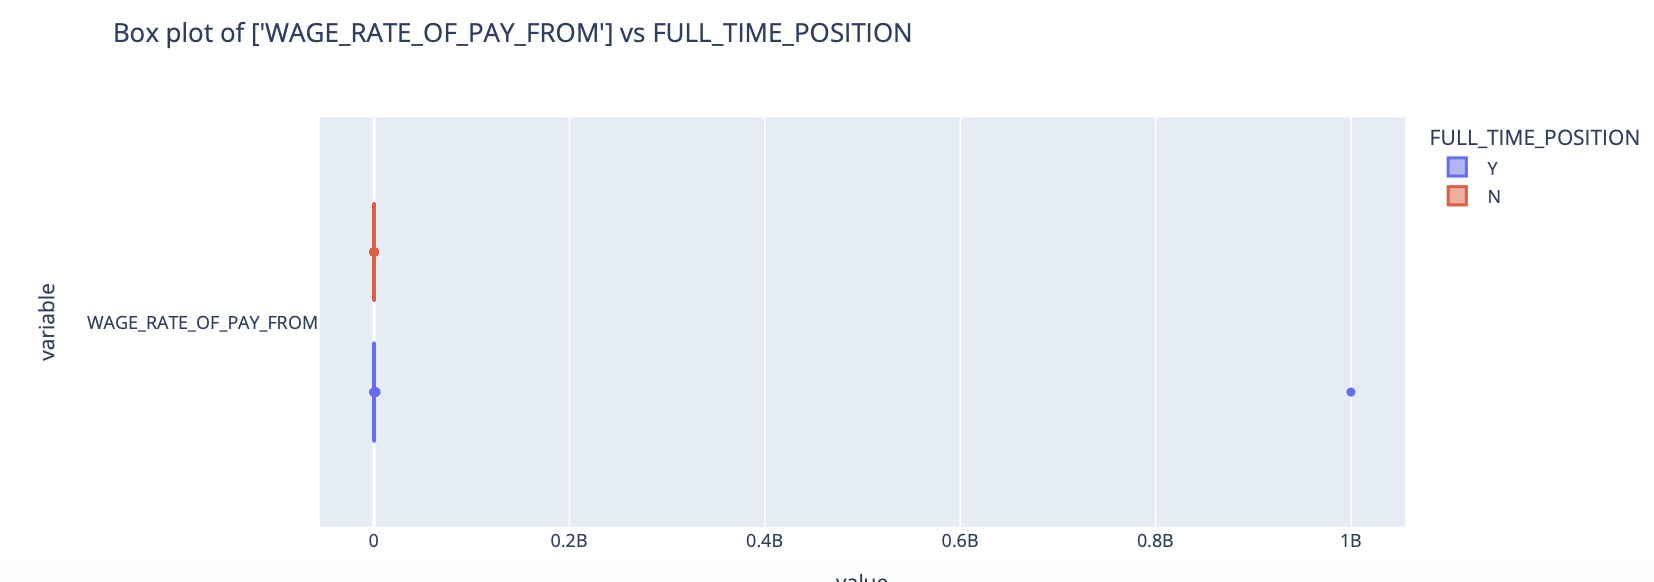 Box plot of ['WAGE_RATE_OF_PAY_FROM'] vs FULL_TIME_POSITION
FULL_TIME_POSITION
Y
N
variable
WAGE_RATE_OF_PAY_FROM
0 0.2B 0.4B 0.6B 0.8B 1B
value